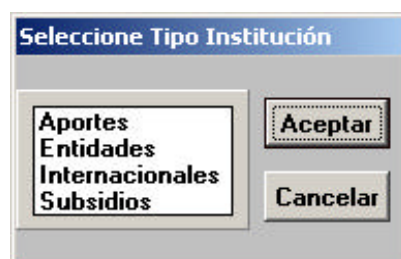 Seleccione Tipo Institución
Aportes
Entidades
Internacionales
Subsidios
Aceptar
Cancelar